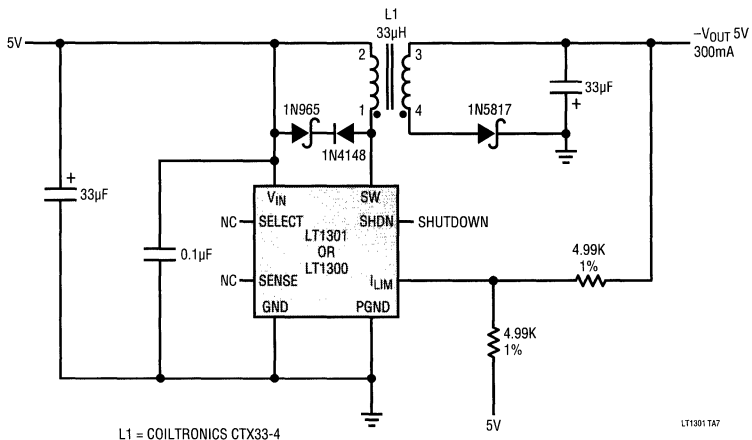 L1
33µH
5V
2
3
–VOUT 5V
300mA
1
4
1N965
1N4148
1N5817
33µF
+
+
33µF
0.1µF
VIN
SW
NC
SELECT
SHDN
SHUTDOWN
LT1301
OR
LT1300
NC
SENSE
ILIM
GND
PGND
4.99K
1%
4.99K
1%
5V
L1 = COILTRONICS CTX33-4
LT1301 TA7